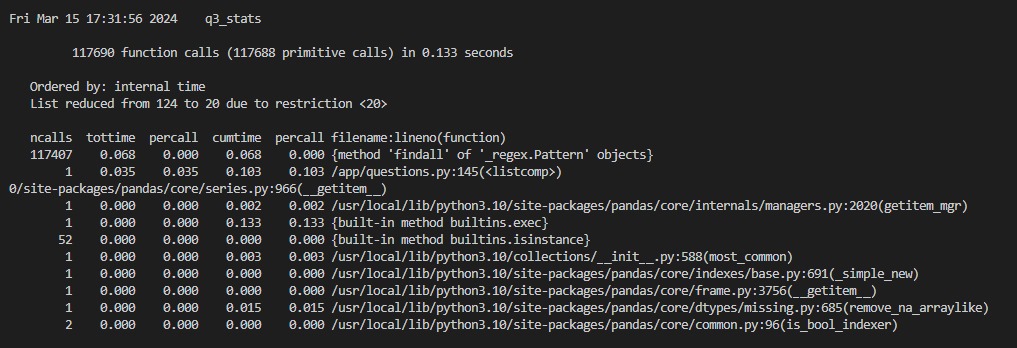 Fri Mar 15 17:31:56 2024    q3_stats
         117690 function calls (117688 primitive calls) in 0.133 seconds
   Ordered by: internal time
   List reduced from 124 to 20 due to restriction <20>
   ncalls  tottime  percall  cumtime  percall filename:lineno(function)
   117407    0.068    0.000    0.068    0.000 {method 'findall' of '_regex.Pattern' objects}
        1    0.035    0.035    0.103    0.103 /app/questions.py:145(<listcomp>)
0/site-packages/pandas/core/series.py:966(__getitem__)
        1    0.000    0.000    0.002    0.002 /usr/local/lib/python3.10/site-packages/pandas/core/internals/managers.py:2020(getitem_mgr)
        1    0.000    0.000    0.133    0.133 {built-in method builtins.exec}
       52    0.000    0.000    0.000    0.000 {built-in method builtins.isinstance}
        1    0.000    0.000    0.003    0.003 /usr/local/lib/python3.10/collections/__init__.py:588(most_common)
        1    0.000    0.000    0.000    0.000 /usr/local/lib/python3.10/site-packages/pandas/core/indexes/base.py:691(_simple_new)
        1    0.000    0.000    0.000    0.000 /usr/local/lib/python3.10/site-packages/pandas/core/frame.py:3756(__getitem__)
        1    0.000    0.000    0.015    0.015 /usr/local/lib/python3.10/site-packages/pandas/core/dtypes/missing.py:685(remove_na_arraylike)
        2    0.000    0.000    0.000    0.000 /usr/local/lib/python3.10/site-packages/pandas/core/common.py:96(is_bool_indexer)